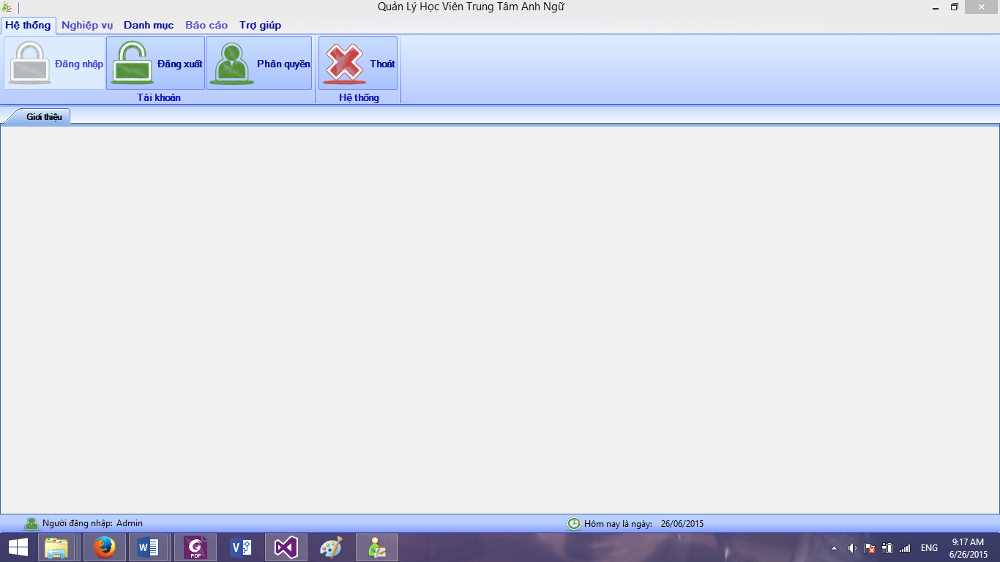 Quản Lý Học Viên Trung Tâm Anh Ngữ
Hệ thống Nghiệp vụ Danh mục Báo cáo Trợ giúp
Đăng nhập Đăng xuất Phân quyền Thoát
Tài khoản Hệ thống
Giới thiệu
Người đăng nhập: Admin Hôm nay là ngày: 26/06/2015
PDF
ENG 9:17 AM
6/26/2015